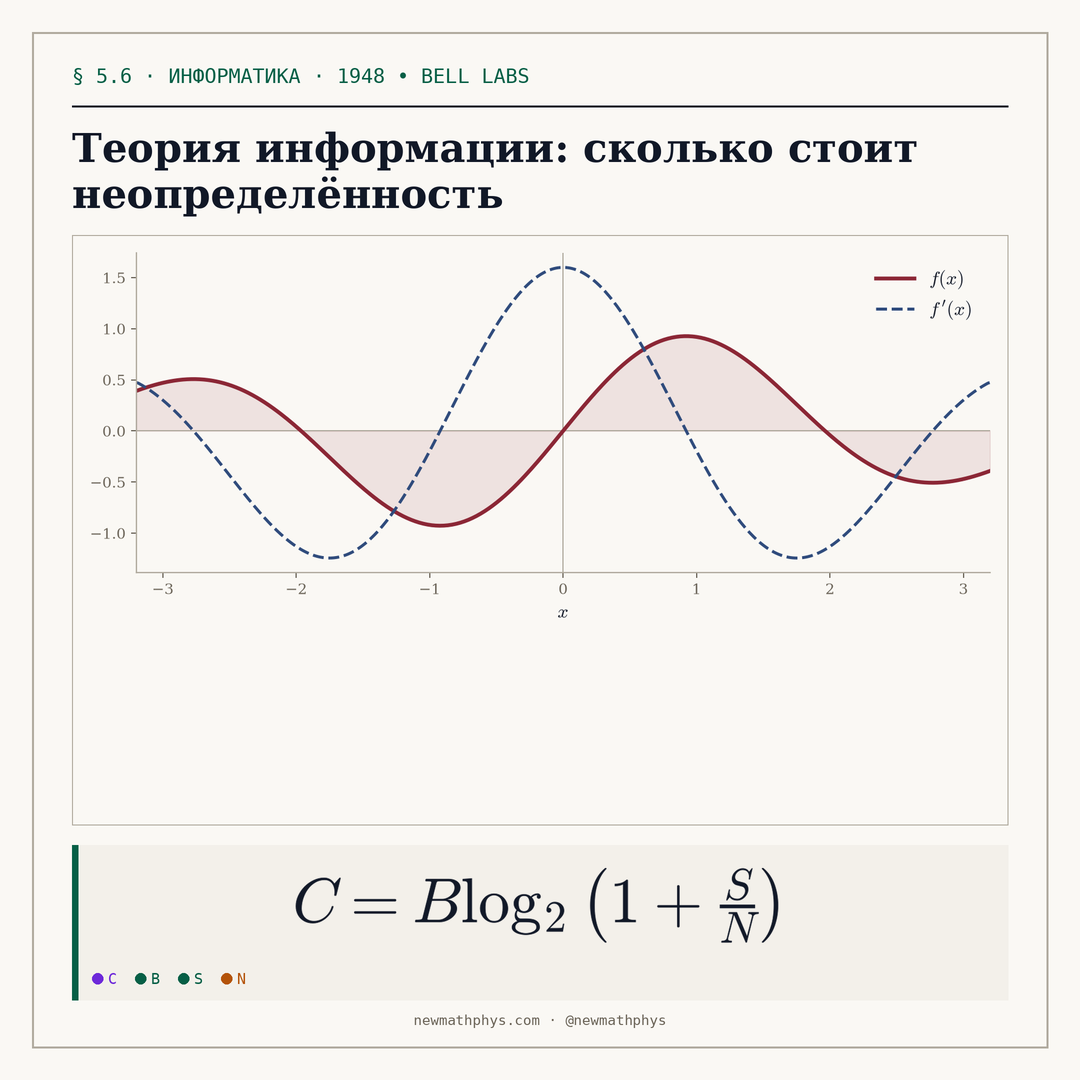 § 5.6 · ИНФОРМАТИКА · 1948 • BELL LABS
Теория информации: сколько стоит
неопределённость
1.5
1.0
0.5
0.0
−0.5
−1.0
f(x)
f′(x)
−3 −2 −1 0 1 2 3
x
C = B log₂ (1 + S/N)
C B S N
newmathphys.com · @newmathphys